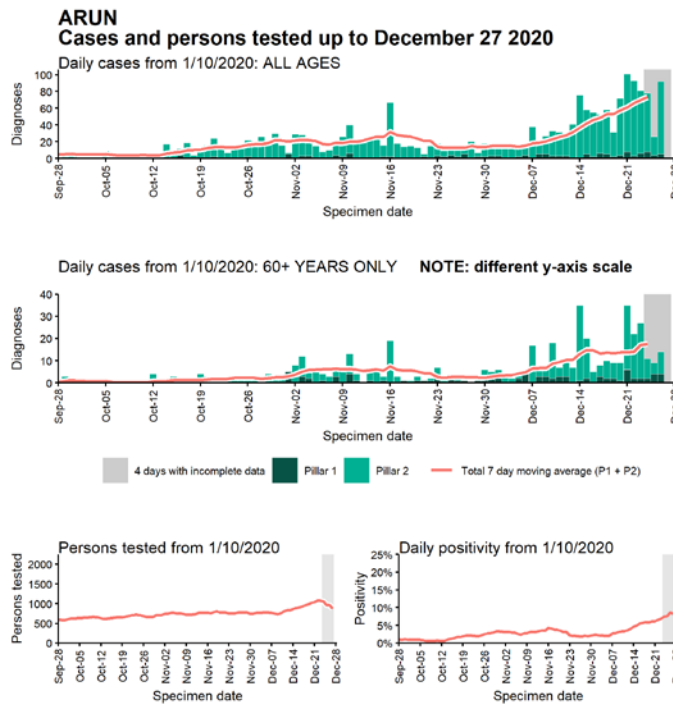 ARUN
Cases and persons tested up to December 27 2020
Daily cases from 1/10/2020: ALL AGES
100
80
60
40
20
0
Diagnoses
Sep-28
Oct-05
Oct-12
Oct-19
Oct-26
Nov-02
Nov-09
Nov-16
Nov-23
Nov-30
Dec-07
Dec-14
Dec-21
Specimen date
Daily cases from 1/10/2020: 60+ YEARS ONLY NOTE: different y-axis scale
40
30
20
10
0
Diagnoses
Sep-28
Oct-05
Oct-12
Oct-19
Oct-26
Nov-02
Nov-09
Nov-16
Nov-23
Nov-30
Dec-07
Dec-14
Dec-21
Specimen date
4 days with incomplete data Pillar 1 Pillar 2 Total 7 day moving average (P1 + P2)
Persons tested from 1/10/2020
2000
1500
1000
500
0
Persons tested
Sep-28
Oct-05
Oct-12
Oct-19
Oct-26
Nov-02
Nov-09
Nov-16
Nov-23
Nov-30
Dec-07
Dec-14
Dec-21
Dec-28
Specimen date
Daily positivity from 1/10/2020
25%
20%
15%
10%
5%
0%
Positivity
Sep-28
Oct-05
Oct-12
Oct-19
Oct-26
Nov-02
Nov-09
Nov-16
Nov-23
Nov-30
Dec-07
Dec-14
Dec-21
Specimen date